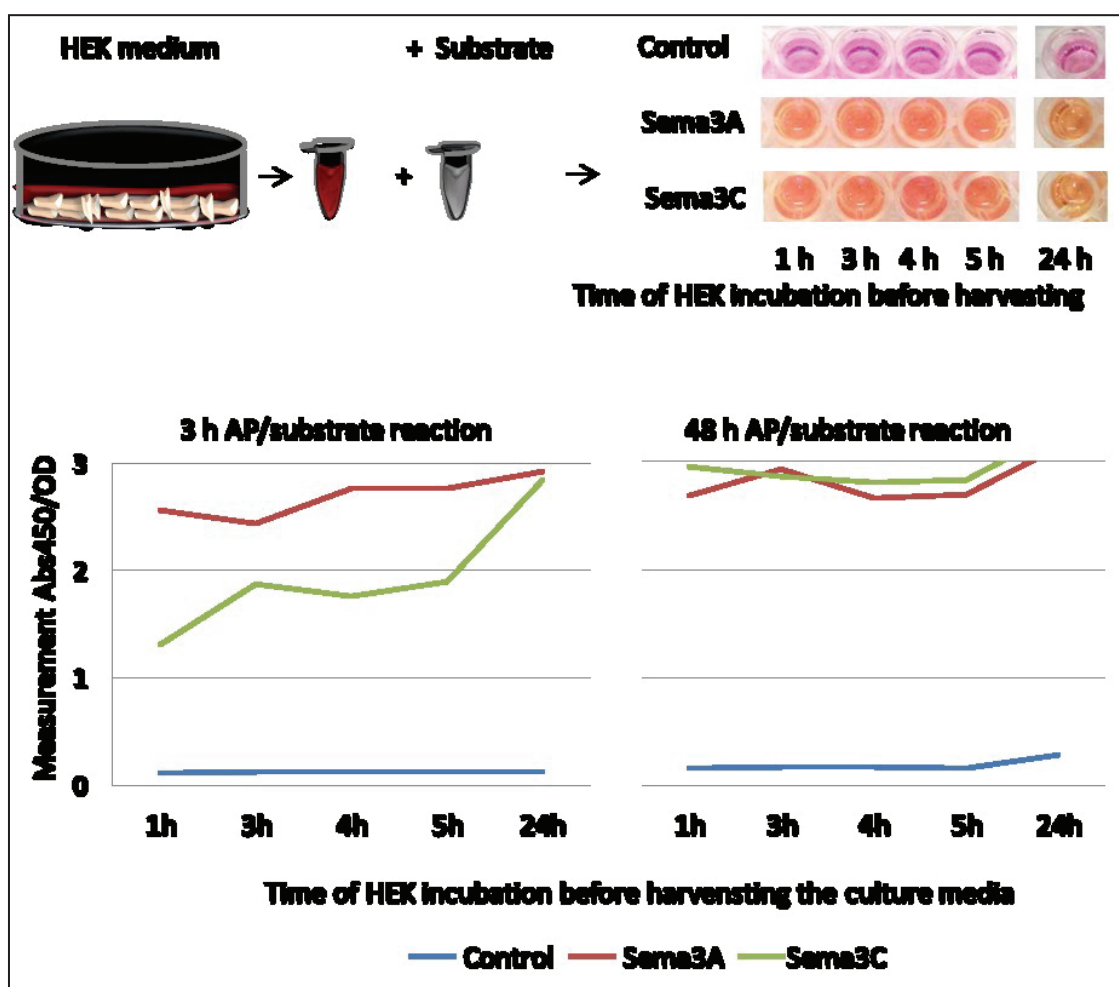 HEK medium
+ Substrate
Control
Sema3A
Sema3C
+
1 h 3 h 4 h 5 h 24 h
Time of HEK incubation before harvesting
3 h AP/substrate reaction
48 h AP/substrate reaction
Measurement Abs450/OD
3
2
1
0
1h 3h 4h 5h 24h
1h 3h 4h 5h 24h
Time of HEK incubation before harvensting the culture media
Control Sema3A Sema3C